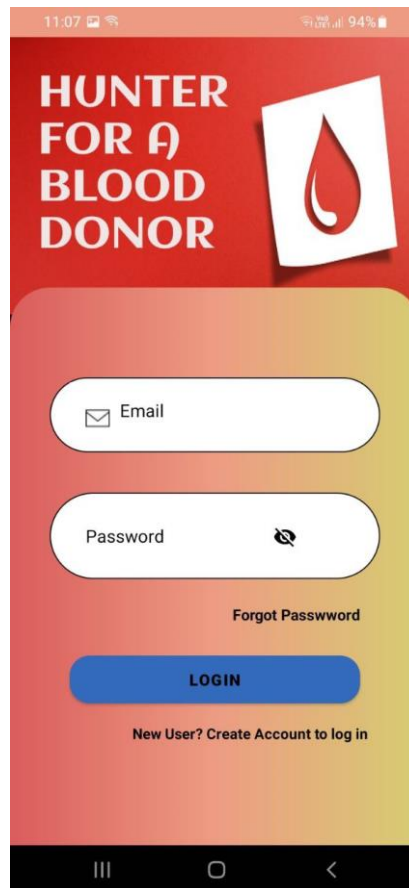 11:07
94%
HUNTER
FOR A
BLOOD
DONOR
Email
Password
Forgot Passwword
LOGIN
New User? Create Account to log in